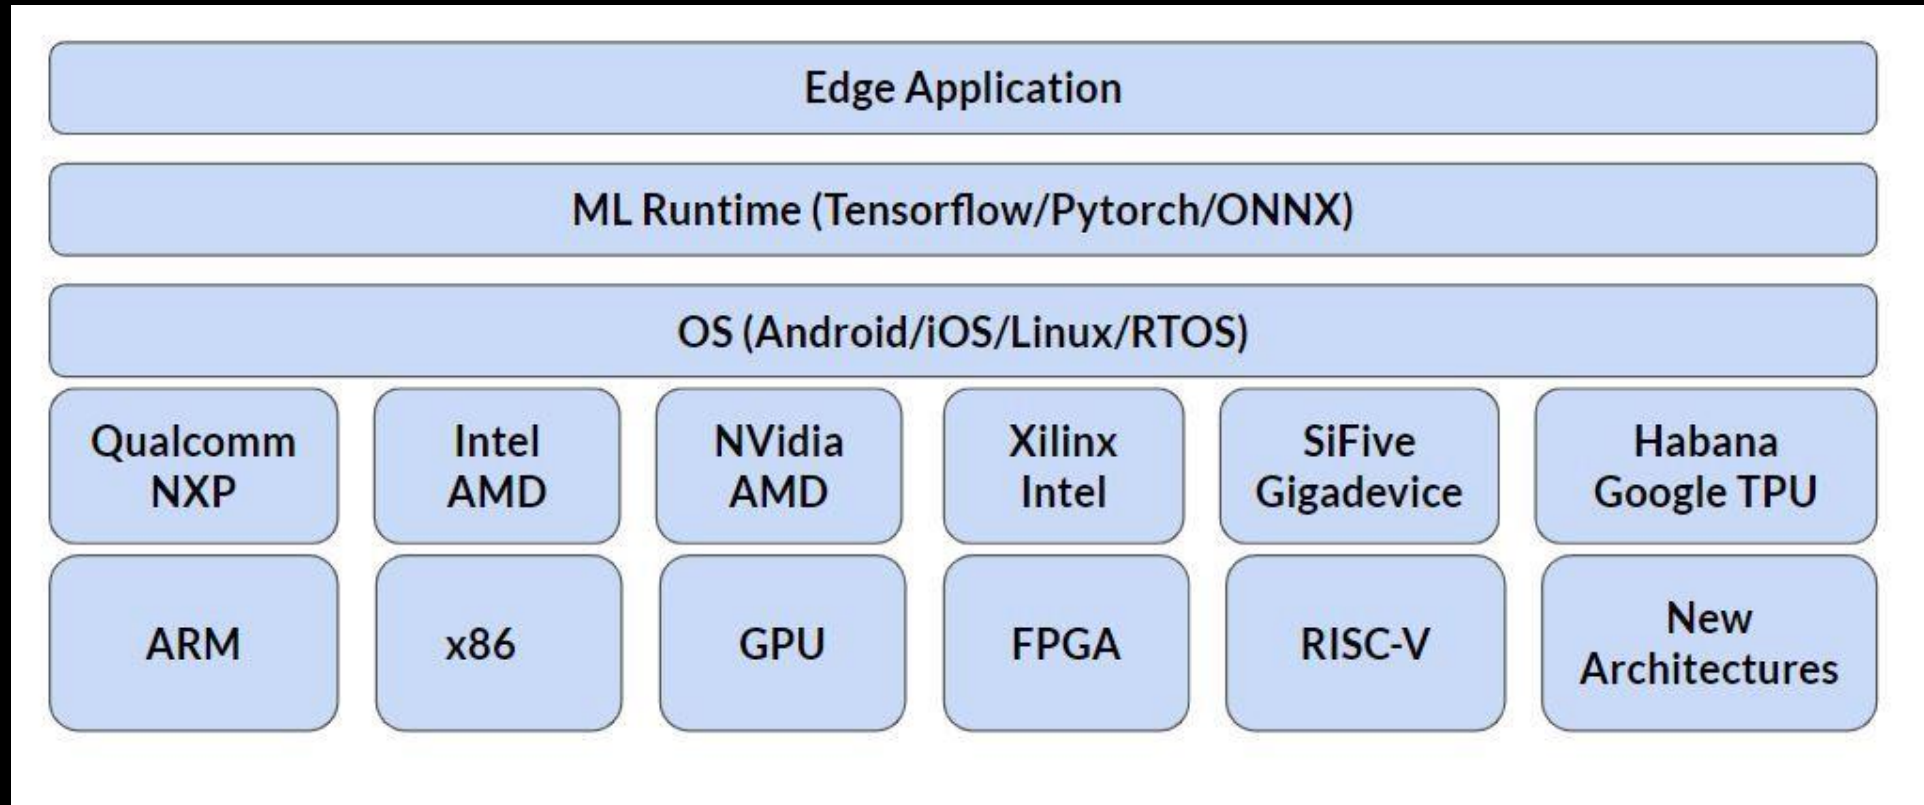 Edge Application
ML Runtime (Tensorflow/Pytorch/ONNX)
OS (Android/iOS/Linux/RTOS)
Qualcomm
NXP
Intel
AMD
NVidia
AMD
Xilinx
Intel
SiFive
Gigadevice
Habana
Google TPU
ARM
x86
GPU
FPGA
RISC-V
New
Architectures